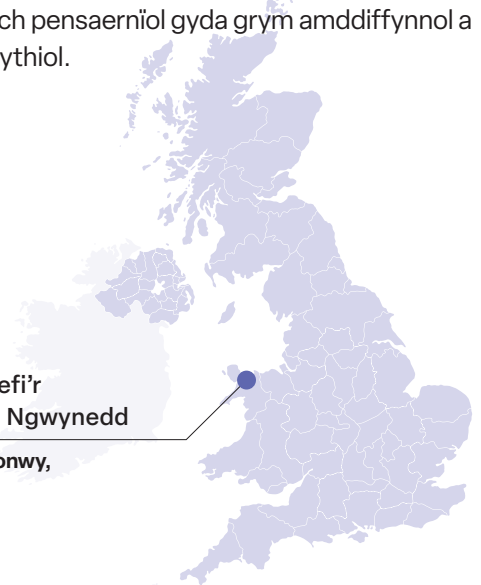 ch pensaernïol gyda grym amddiffynnol a
ythiol.
efi'r
Ngwynedd
onwy,